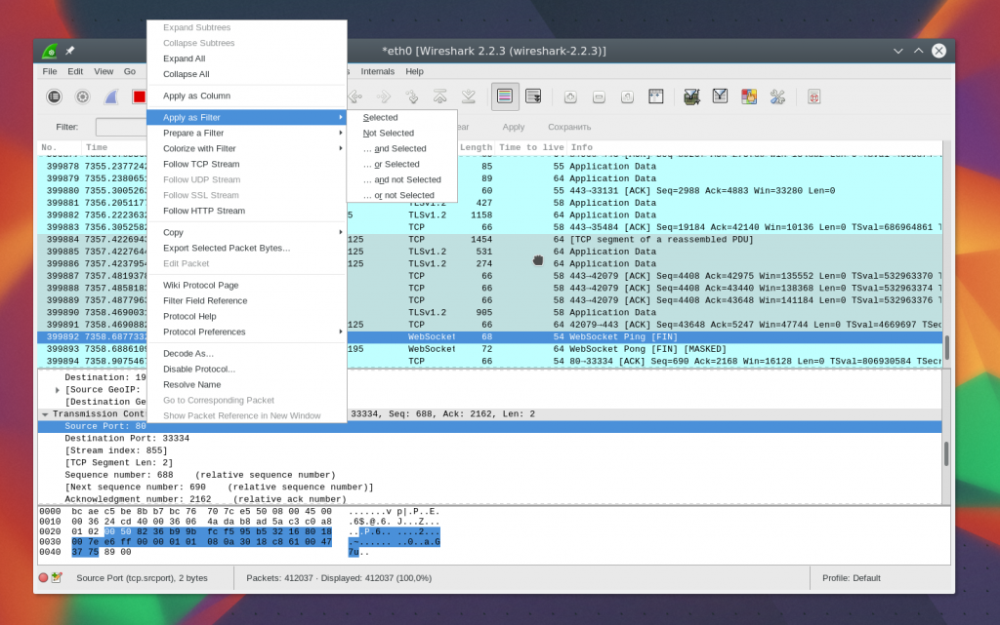 *eth0 [Wireshark 2.2.3 (wireshark-2.2.3)]
File Edit View Go Internals Help
Filter: Apply Сохранить
Expand Subtrees
Collapse Subtrees
Expand All
Collapse All
Apply as Column
Apply as Filter
Prepare a Filter
Colorize with Filter
Follow TCP Stream
Follow UDP Stream
Follow SSL Stream
Follow HTTP Stream
Copy
Export Selected Packet Bytes…
Edit Packet
Wiki Protocol Page
Filter Field Reference
Protocol Help
Protocol Preferences
Decode As…
Disable Protocol…
Resolve Name
Go to Corresponding Packet
Show Packet Reference in New Window
Selected
Not Selected
… and Selected
… or Selected
… and not Selected
… or not Selected
No. Time Length Time to live Info
399878 7355.2377242 85 55 Application Data
399879 7355.2380651 89 64 Application Data
399880 7355.3005263 60 55 443→33131 [ACK] Seq=2988 Ack=4883 Win=33280 Len=0
399881 7356.2051177 TLSv1.2 427 58 Application Data
399882 7356.2223632 5 TLSv1.2 1158 64 Application Data
399883 7356.3052582 TCP 66 58 443→35484 [ACK] Seq=19184 Ack=42140 Win=10136 Len=0 TSval=686964861
399884 7357.4226943 125 TCP 1454 64 [TCP segment of a reassembled PDU]
399885 7357.4227644 125 TLSv1.2 531 64 Application Data
399886 7357.4237954 125 TLSv1.2 274 64 Application Data
399887 7357.4819378 TCP 66 58 443→42079 [ACK] Seq=4408 Ack=42975 Win=135552 Len=0 TSval=532963370
399888 7357.4858183 TCP 66 58 443→42079 [ACK] Seq=4408 Ack=43440 Win=138368 Len=0 TSval=532963374
399889 7357.4877963 TCP 66 58 443→42079 [ACK] Seq=4408 Ack=43648 Win=141184 Len=0 TSval=532963376
399890 7358.4690031 TLSv1.2 905 58 Application Data
399891 7358.4690882 125 TCP 66 64 42079→443 [ACK] Seq=43648 Ack=5247 Win=47744 Len=0 TSval=4669697 TSec
399892 7358.6877332 WebSocket 68 54 WebSocket Ping [FIN]
399893 7358.6886109 195 WebSocket 72 64 WebSocket Pong [FIN] [MASKED]
399894 7358.9075467 TCP 66 54 80→33334 [ACK] Seq=690 Ack=2168 Win=16128 Len=0 TSval=806930584 TSecr
Destination: 19
[Source GeoIP:
[Destination Ge
Transmission Cont 33334, Seq: 688, Ack: 2162, Len: 2
Source Port: 80
Destination Port: 33334
[Stream index: 855]
[TCP Segment Len: 2]
Sequence number: 688 (relative sequence number)
[Next sequence number: 690 (relative sequence number)]
Acknowledgment number: 2162 (relative ack number)
0000 bc ae c5 be 8b b7 bc 76 70 7c e5 50 08 00 45 00 .......v p|.P..E.
0010 00 36 24 cd 40 00 36 06 4a da b8 ad 5a c3 c0 a8 .6$.@.6. J...Z...
0020 01 02 00 50 82 36 b9 9b fc f5 95 b5 32 16 80 18 ...P.6.. ....2...
0030 00 7e e6 ff 00 00 01 01 08 0a 30 18 c8 61 00 47 .~...... ..0..a.G
0040 37 75 89 00 7u..
Source Port (tcp.srcport), 2 bytes Packets: 412037 · Displayed: 412037 (100,0%) Profile: Default